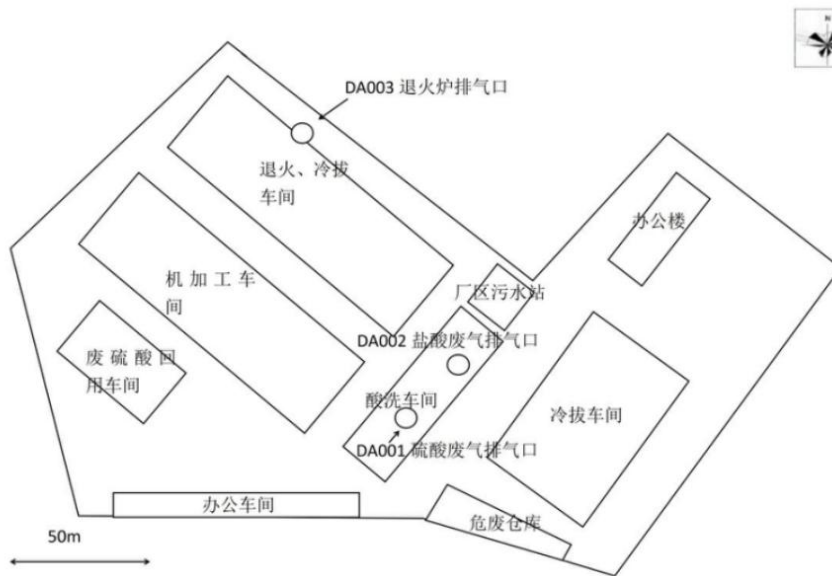 N
DA003 退火炉排气口
退火、冷拔
车间
办公楼
机加工车
间
厂区污水站
DA002 盐酸废气排气口
废硫酸回
用车间
酸洗车间
冷拔车间
DA001 硫酸废气排气口
办公车间
危废仓库
50m